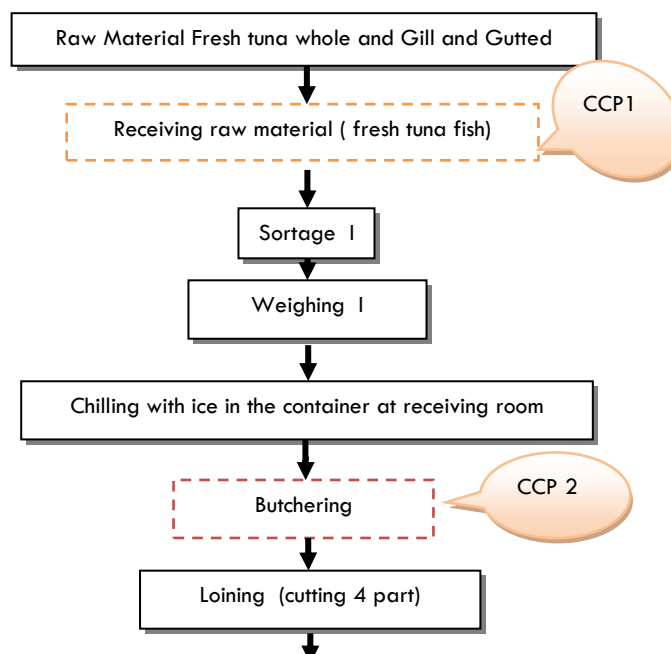 Raw Material Fresh tuna whole and Gill and Gutted
CCP1
Receiving raw material ( fresh tuna fish)
Sortage I
Weighing I
Chilling with ice in the container at receiving room
CCP 2
Butchering
Loining (cutting 4 part)